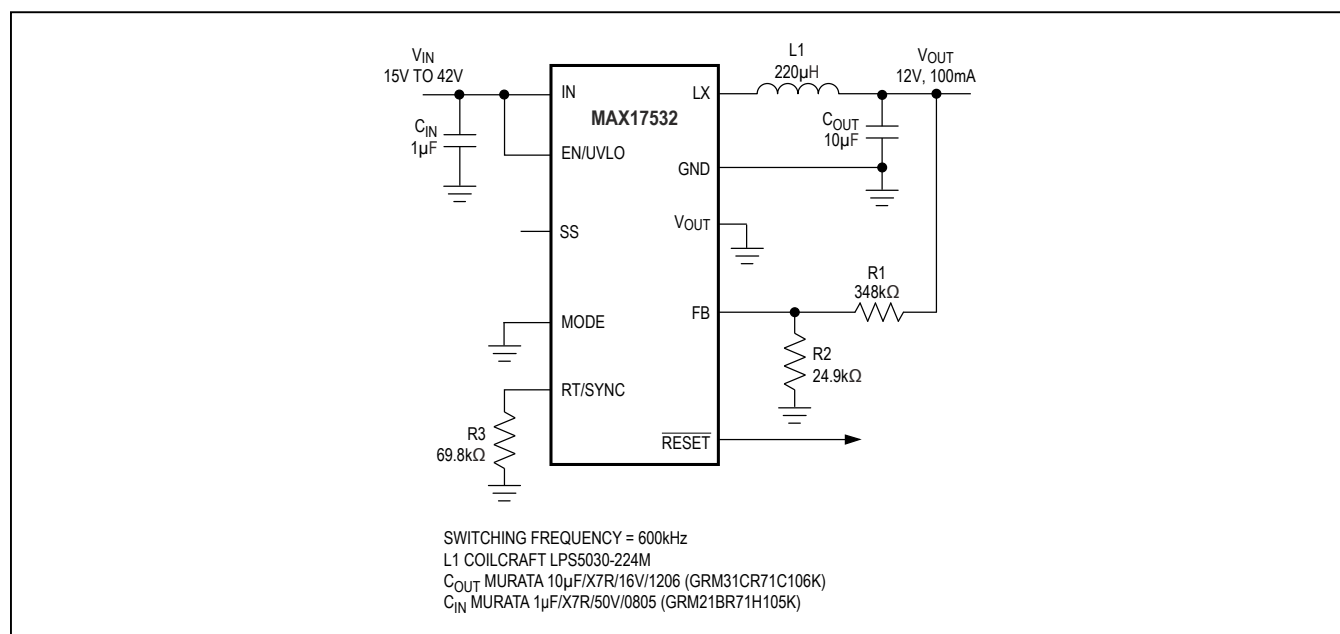 VIN
15V TO 42V
CIN
1µF
IN
EN/UVLO
SS
MODE
RT/SYNC
R3
69.8kΩ
MAX17532
LX
GND
VOUT
FB
RESET
L1
220µH
VOUT
12V, 100mA
COUT
10µF
R1
348kΩ
R2
24.9kΩ
SWITCHING FREQUENCY = 600kHz
L1 COILCRAFT LPS5030-224M
COUT MURATA 10µF/X7R/16V/1206 (GRM31CR71C106K)
CIN MURATA 1µF/X7R/50V/0805 (GRM21BR71H105K)